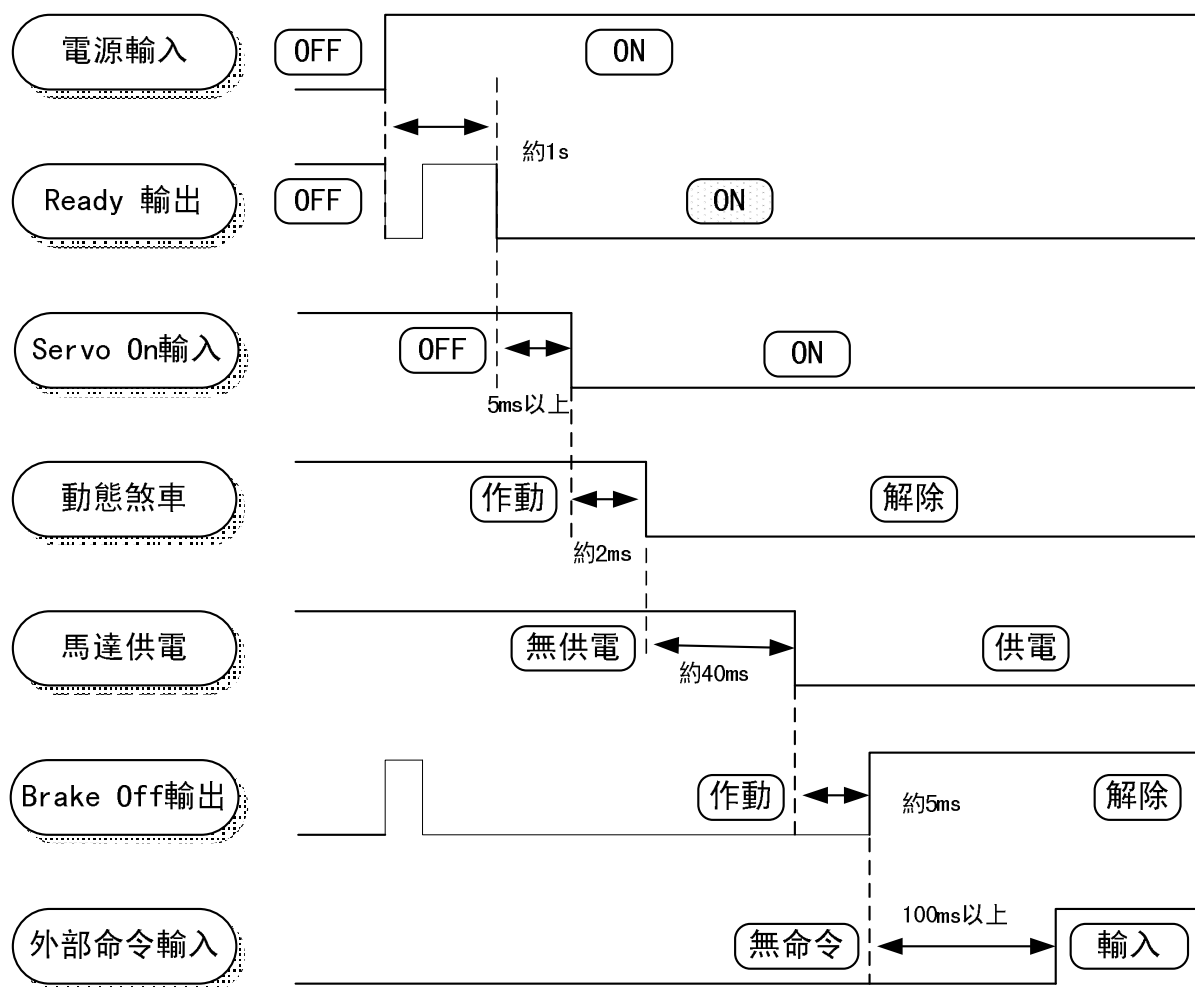 電源輸入 OFF ON
約1s
Ready 輸出 OFF ON
Servo On輸入 OFF ON
5ms以上
動態煞車 作動 解除
約2ms
馬達供電 無供電 供電
約40ms
Brake Off輸出 作動 約5ms 解除
100ms以上
外部命令輸入 無命令 輸入